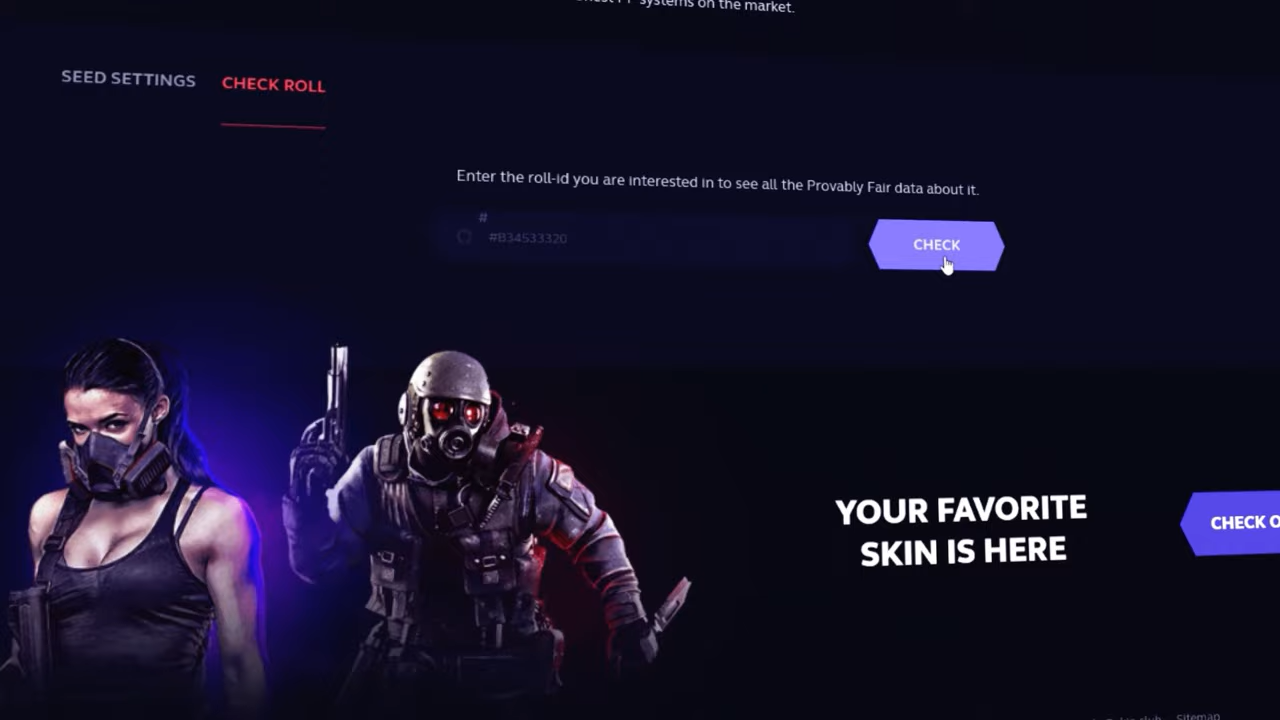 systems on the market.
SEED SETTINGS
CHECK ROLL
Enter the roll-id you are interested in to see all the Provably Fair data about it.
#
#B34533320
CHECK
YOUR FAVORITE
SKIN IS HERE
CHECK O
Sitemap